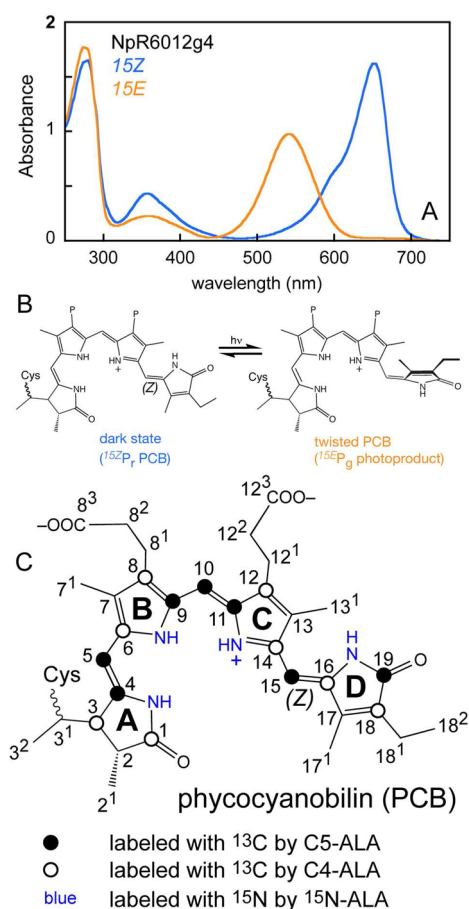 2
NpR6012g4
15Z
15E
1
0
Absorbance
A
300 400 500 600 700
wavelength (nm)
B
P P P P
hν
NH HN + H N O (Z)
NH HN + H N O
Cys NH O
Cys NH O
dark state
(15ZPr PCB)
twisted PCB
(15EPg photoproduct)
C
8³ 12³
–OOC 8² COO–
12²
8¹ 12¹
8 10 12
7¹ 7 B 9 11 C 13 13¹
6 NH HN + 14
5 H N 19 O
15 16 D
(Z)
Cys 4 NH 17 18 18²
3 A 17¹ 18¹
3² 3¹ 2 1 O
2¹
phycocyanobilin (PCB)
labeled with ¹³C by C5-ALA
labeled with ¹³C by C4-ALA
blue labeled with ¹⁵N by ¹⁵N-ALA